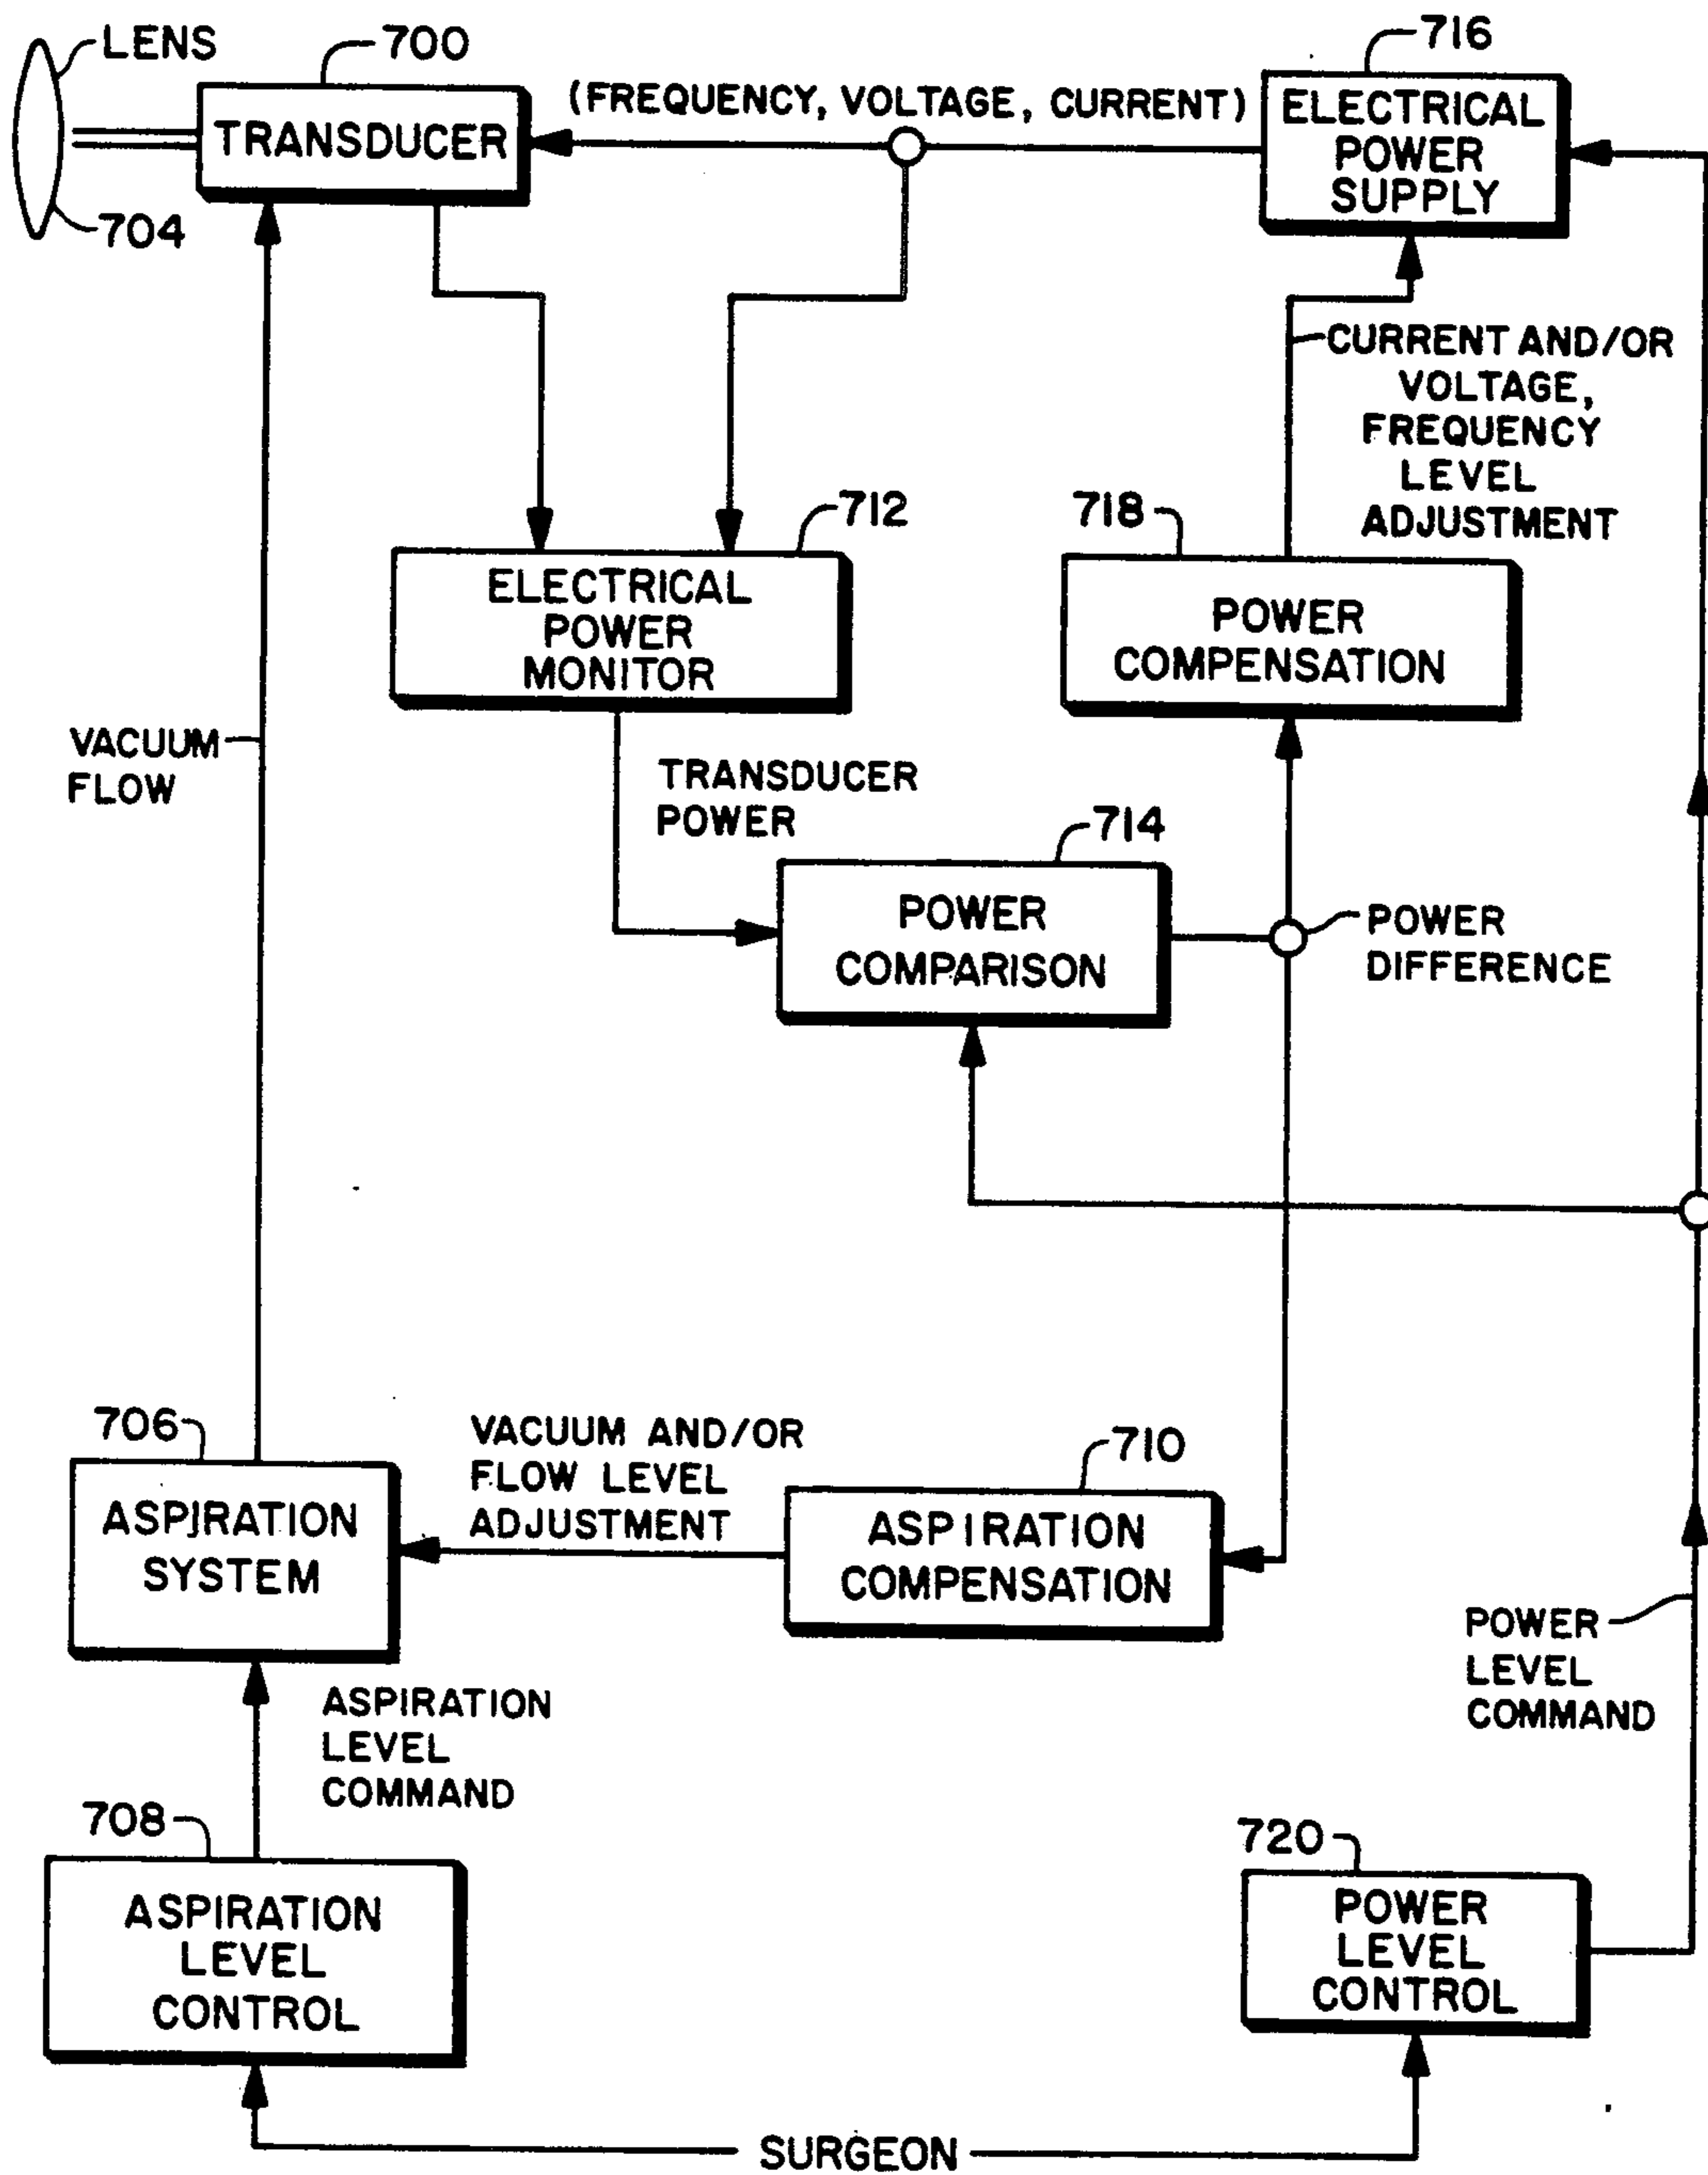 LENS
700
716
(FREQUENCY, VOLTAGE, CURRENT)
TRANSDUCER
ELECTRICAL
POWER
SUPPLY
704
CURRENT AND/OR
VOLTAGE,
FREQUENCY
LEVEL
ADJUSTMENT
712
718
ELECTRICAL
POWER
MONITOR
POWER
COMPENSATION
VACUUM
FLOW
TRANSDUCER
POWER
714
POWER
COMPARISON
POWER
DIFFERENCE
706
VACUUM AND/OR
FLOW LEVEL
ADJUSTMENT
710
ASPIRATION
SYSTEM
ASPIRATION
COMPENSATION
POWER
LEVEL
COMMAND
ASPIRATION
LEVEL
COMMAND
708
720
ASPIRATION
LEVEL
CONTROL
POWER
LEVEL
CONTROL
SURGEON